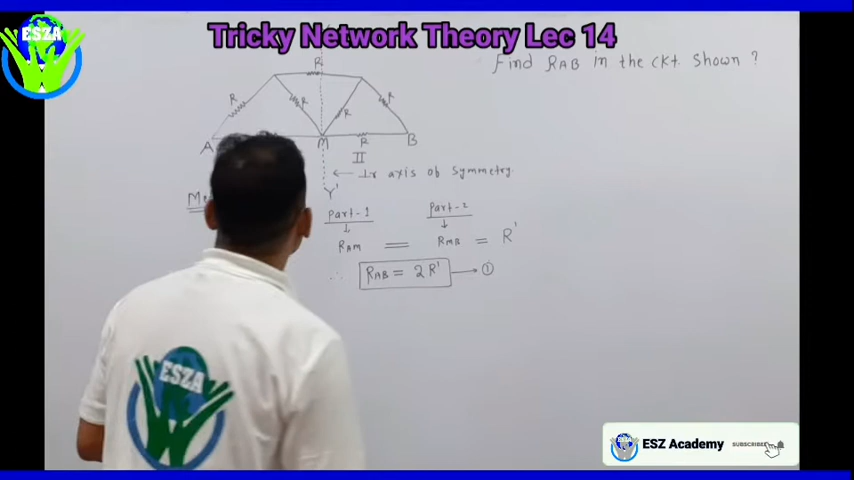 ESZA
Tricky Network Theory Lec 14
Find RAB in the ckt. shown ?
R
R
R
R
R
A
M
R
B
II
← ⊥r axis of symmetry.
Y'
Part-1
Part-2
↓
↓
RAM = RMB = R'
∴ RAB = 2R' → ①
ESZA
ESZ Academy
SUBSCRIBE